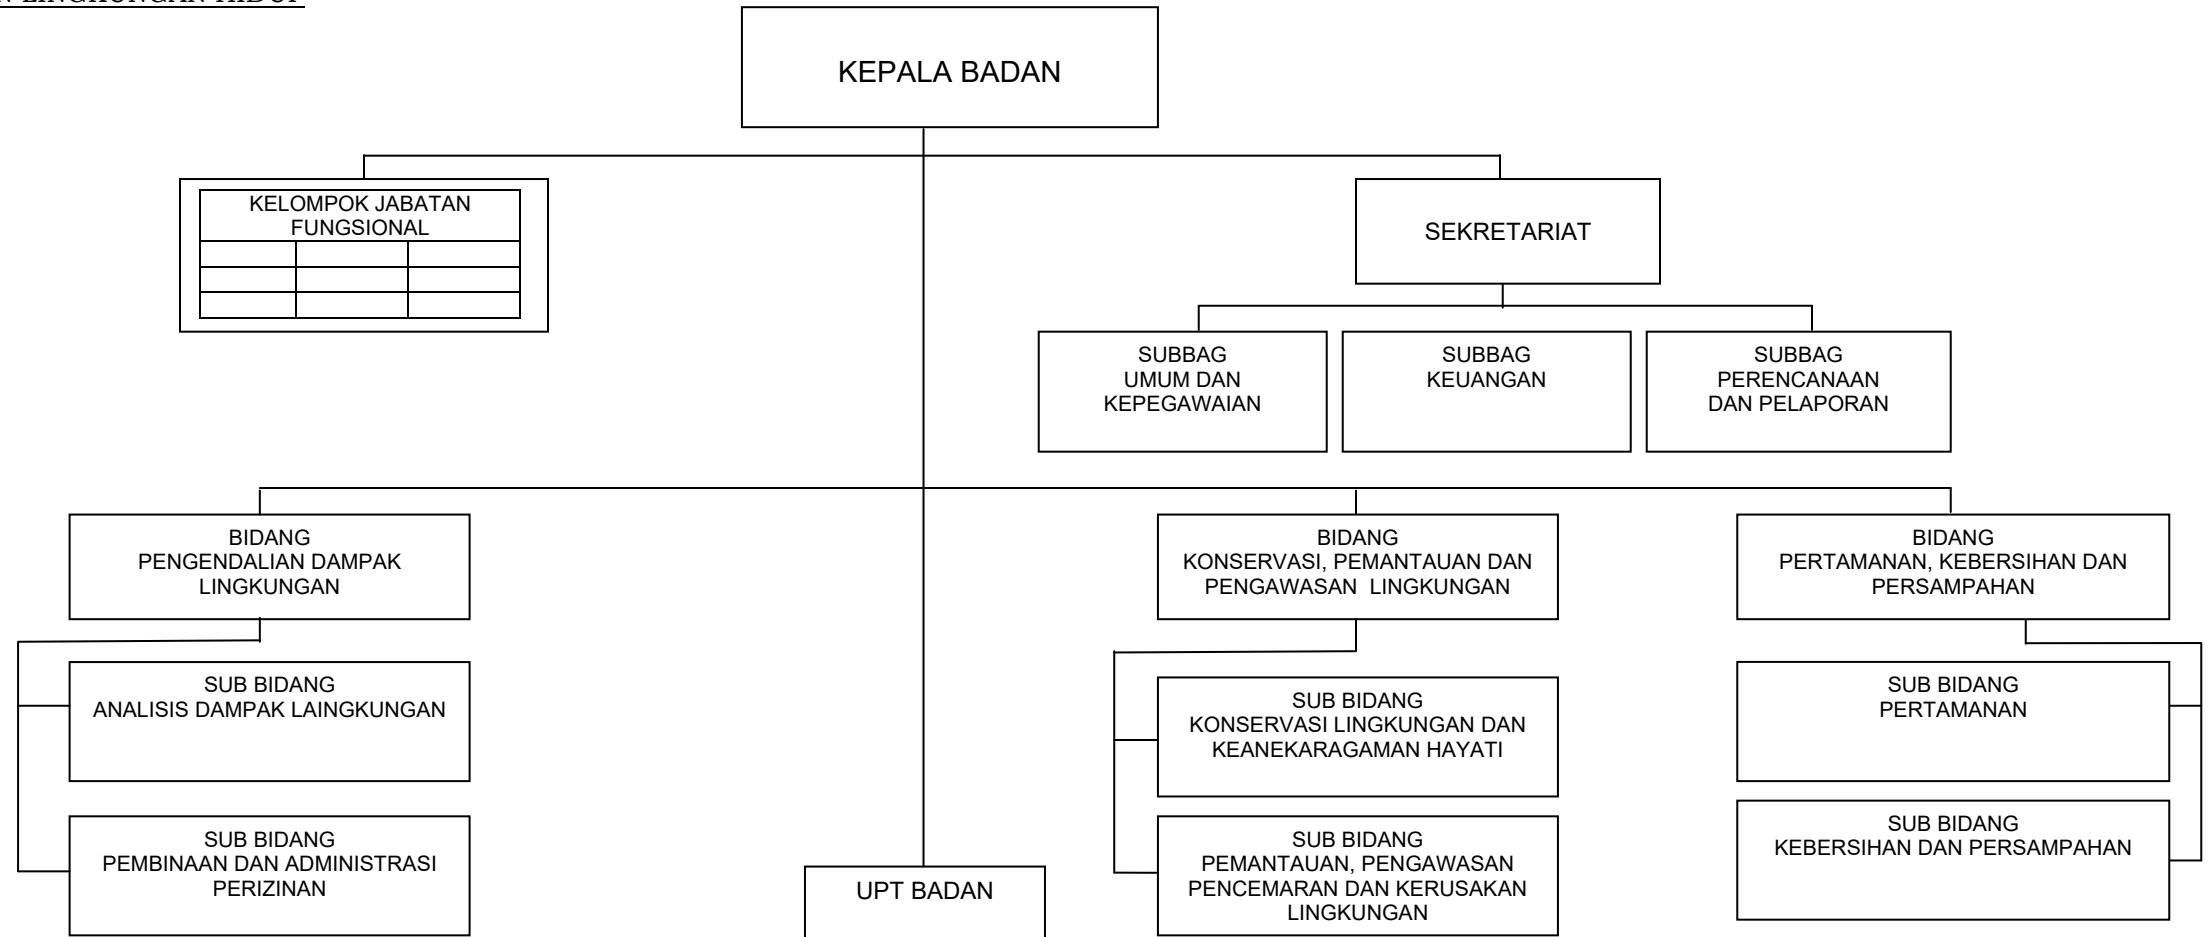 LINGKUNGAN HIDUP
KEPALA BADAN
KELOMPOK JABATAN
FUNGSIONAL
SEKRETARIAT
SUBBAG
UMUM DAN
KEPEGAWAIAN
SUBBAG
KEUANGAN
SUBBAG
PERENCANAAN
DAN PELAPORAN
BIDANG
PENGENDALIAN DAMPAK
LINGKUNGAN
BIDANG
KONSERVASI, PEMANTAUAN DAN
PENGAWASAN LINGKUNGAN
BIDANG
PERTAMANAN, KEBERSIHAN DAN
PERSAMPAHAN
SUB BIDANG
ANALISIS DAMPAK LAINGKUNGAN
SUB BIDANG
KONSERVASI LINGKUNGAN DAN
KEANEKARAGAMAN HAYATI
SUB BIDANG
PERTAMANAN
SUB BIDANG
PEMBINAAN DAN ADMINISTRASI
PERIZINAN
UPT BADAN
SUB BIDANG
PEMANTAUAN, PENGAWASAN
PENCEMARAN DAN KERUSAKAN
LINGKUNGAN
SUB BIDANG
KEBERSIHAN DAN PERSAMPAHAN